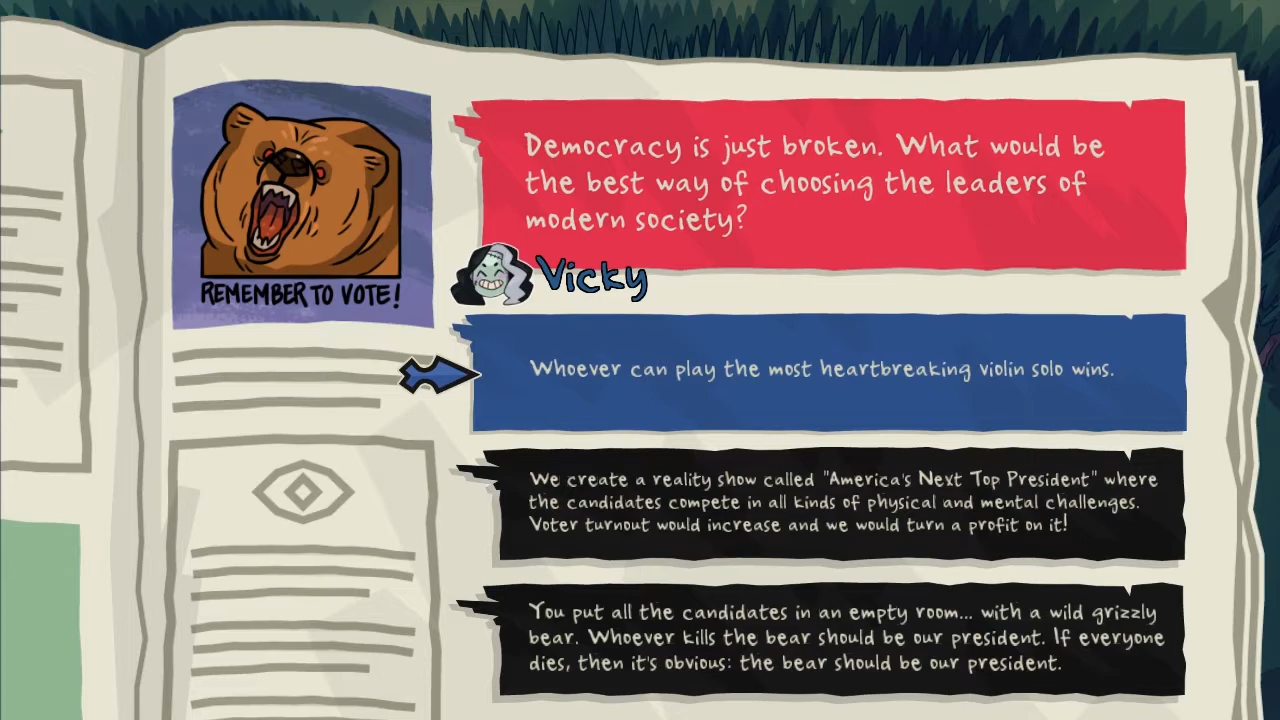 REMEMBER TO VOTE!
Democracy is just broken. What would be
the best way of choosing the leaders of
modern society?
Vicky
Whoever can play the most heartbreaking violin solo wins.
We create a reality show called "America's Next Top President" where
the candidates compete in all kinds of physical and mental challenges.
Voter turnout would increase and we would turn a profit on it!
You put all the candidates in an empty room... with a wild grizzly
bear. Whoever kills the bear should be our president. If everyone
dies, then it's obvious: the bear should be our president.